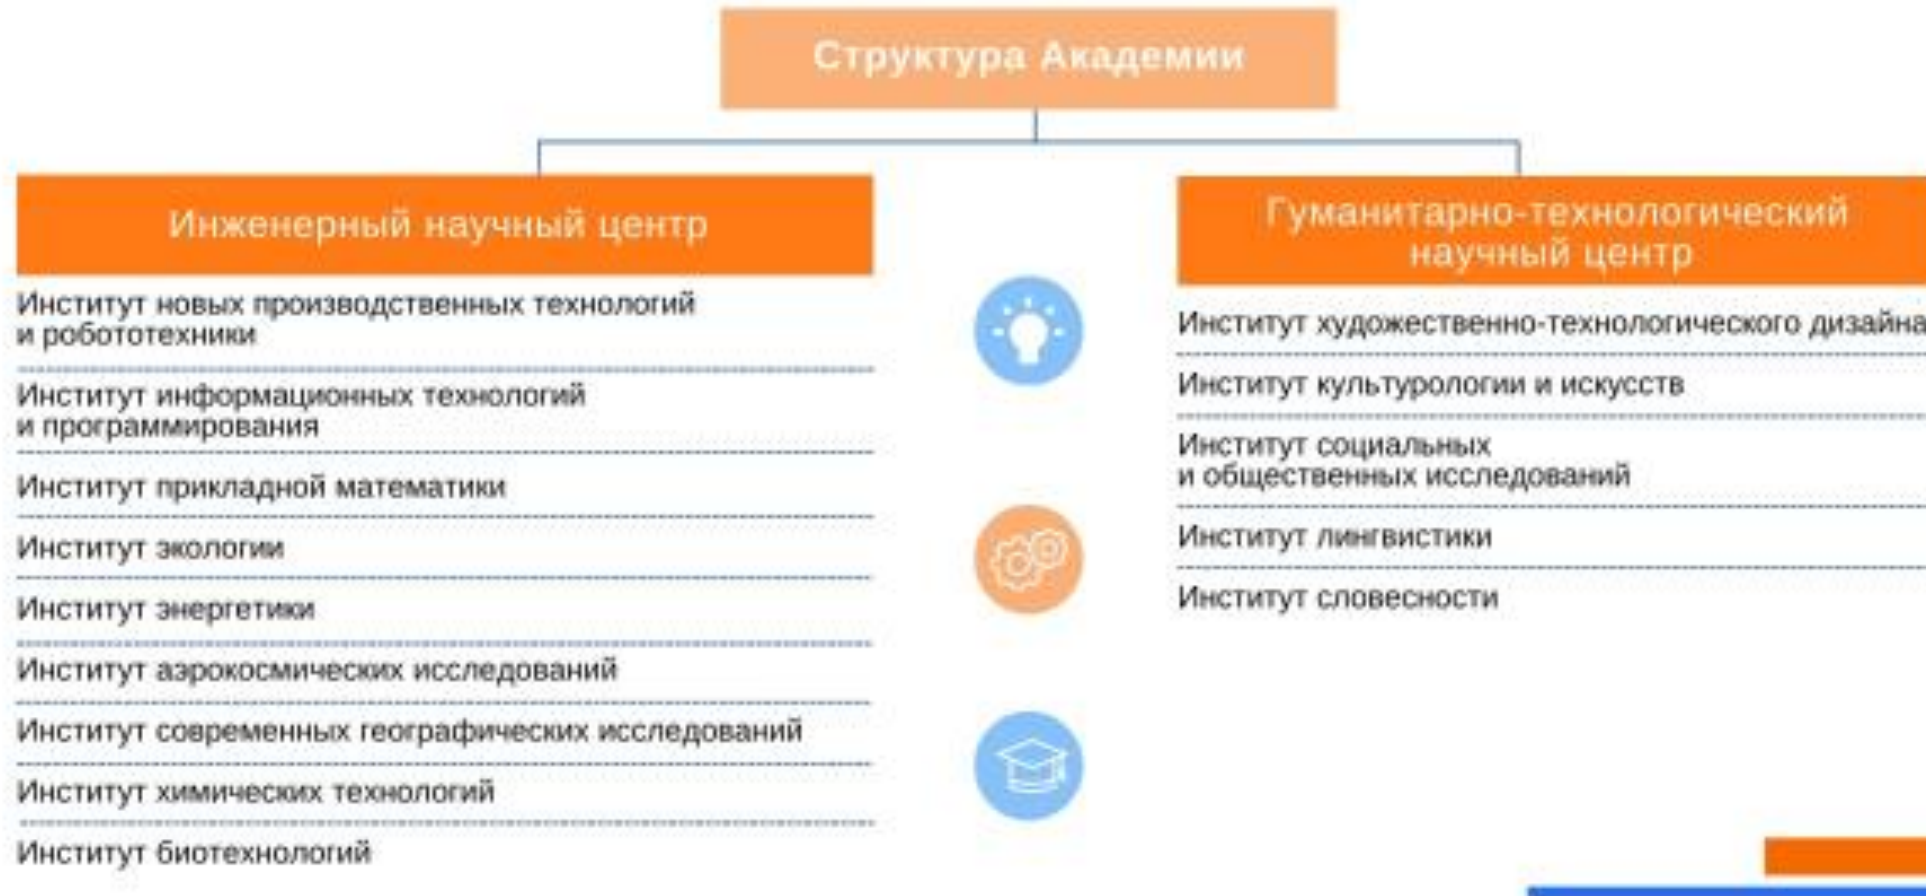 Структура Академии
Инженерный научный центр
Институт новых производственных технологий
и робототехники
Институт информационных технологий
и программирования
Институт прикладной математики
Институт экологии
Институт энергетики
Институт аэрокосмических исследований
Институт современных географических исследований
Институт химических технологий
Институт биотехнологий
Гуманитарно-технологический
научный центр
Институт художественно-технологического дизайна
Институт культурологии и искусств
Институт социальных
и общественных исследований
Институт лингвистики
Институт словесности